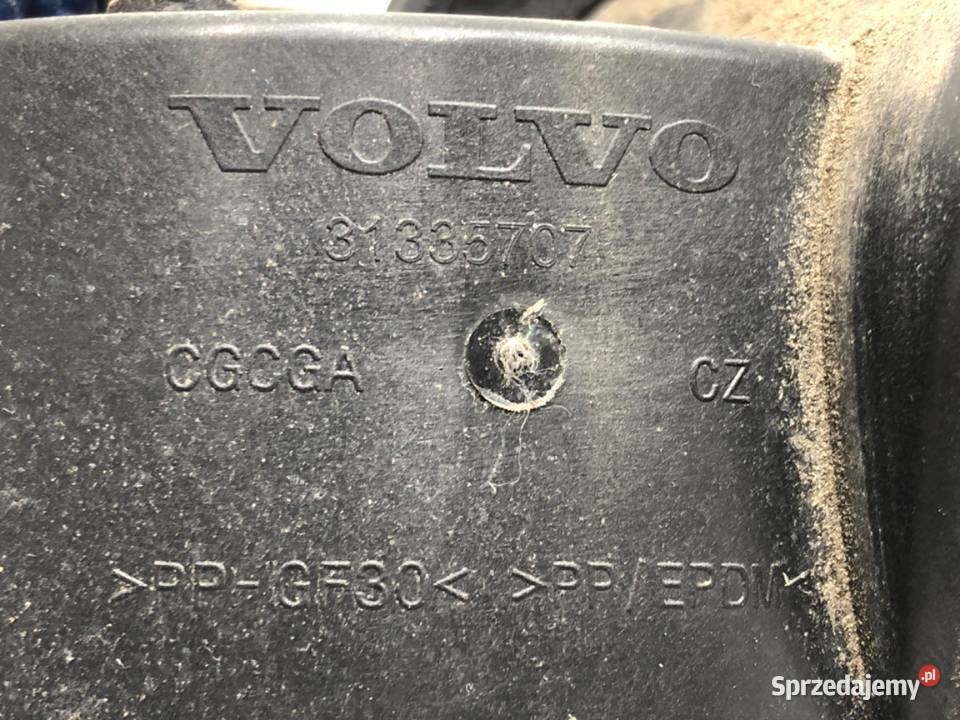 VOLVO
31335707
CGCGA CZ
>PP-GF30< >PP/EPDM<
Sprzedajemy.pl